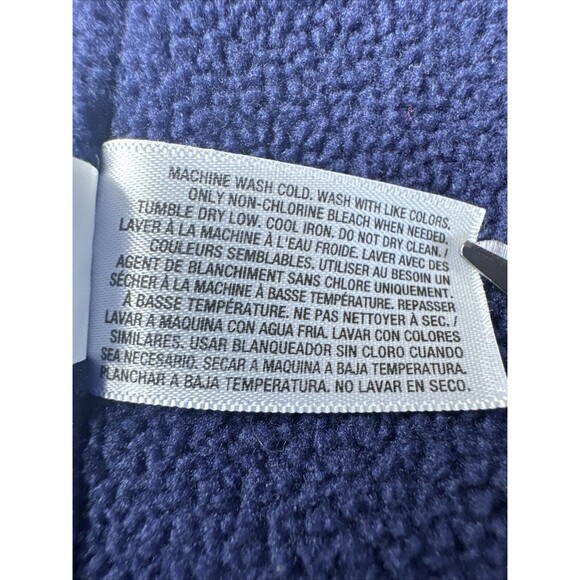 MACHINE WASH COLD. WASH WITH LIKE COLORS.
ONLY NON-CHLORINE BLEACH WHEN NEEDED.
TUMBLE DRY LOW. COOL IRON. DO NOT DRY CLEAN. /
LAVER À LA MACHINE À L'EAU FROIDE. LAVER AVEC DES
COULEURS SEMBLABLES. UTILISER AU BESOIN UN
AGENT DE BLANCHIMENT SANS CHLORE UNIQUEMENT.
SÉCHER À LA MACHINE À BASSE TEMPÉRATURE. REPASSER
À BASSE TEMPÉRATURE. NE PAS NETTOYER À SEC. /
LAVAR A MAQUINA CON AGUA FRIA. LAVAR CON COLORES
SIMILARES. USAR BLANQUEADOR SIN CLORO CUANDO
SEA NECESARIO. SECAR A MAQUINA A BAJA TEMPERATURA.
PLANCHAR A BAJA TEMPERATURA. NO LAVAR EN SECO.